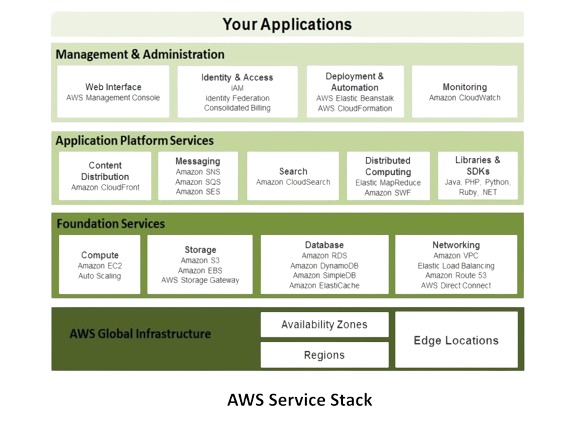 Your Applications
Management & Administration
Web Interface
AWS Management Console
Identity & Access
IAM
Identity Federation
Consolidated Billing
Deployment &
Automation
AWS Elastic Beanstalk
AWS CloudFormation
Monitoring
Amazon CloudWatch
Application Platform Services
Content
Distribution
Amazon CloudFront
Messaging
Amazon SNS
Amazon SQS
Amazon SES
Search
Amazon CloudSearch
Distributed
Computing
Elastic MapReduce
Amazon SWF
Libraries &
SDKs
Java, PHP, Python,
Ruby, .NET
Foundation Services
Compute
Amazon EC2
Auto Scaling
Storage
Amazon S3
Amazon EBS
AWS Storage Gateway
Database
Amazon RDS
Amazon DynamoDB
Amazon SimpleDB
Amazon ElastiCache
Networking
Amazon VPC
Elastic Load Balancing
Amazon Route 53
AWS Direct Connect
AWS Global Infrastructure
Availability Zones
Regions
Edge Locations
AWS Service Stack